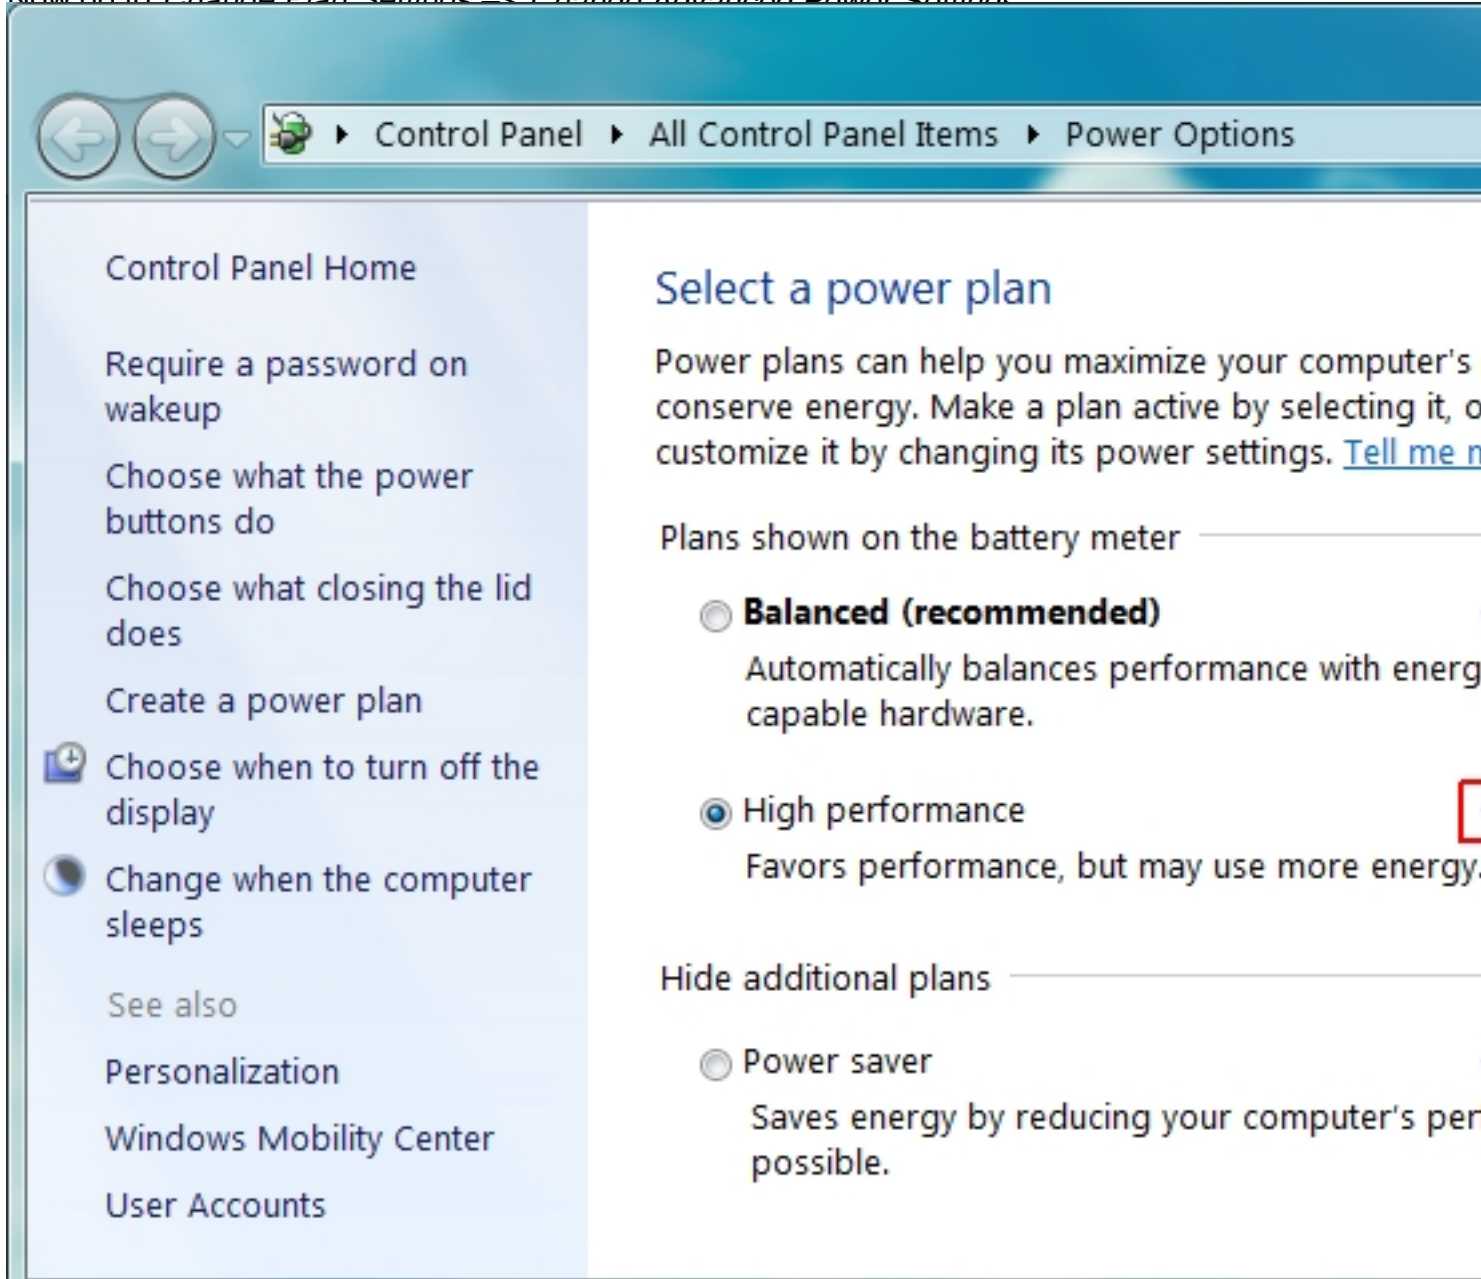 Control Panel ▸ All Control Panel Items ▸ Power Options
Control Panel Home
Require a password on
wakeup
Choose what the power
buttons do
Choose what closing the lid
does
Create a power plan
Choose when to turn off the
display
Change when the computer
sleeps
See also
Personalization
Windows Mobility Center
User Accounts
Select a power plan
Power plans can help you maximize your computer's
conserve energy. Make a plan active by selecting it, o
customize it by changing its power settings. Tell me
Plans shown on the battery meter
Balanced (recommended)
Automatically balances performance with energ
capable hardware.
High performance
Favors performance, but may use more energy.
Hide additional plans
Power saver
Saves energy by reducing your computer's per
possible.